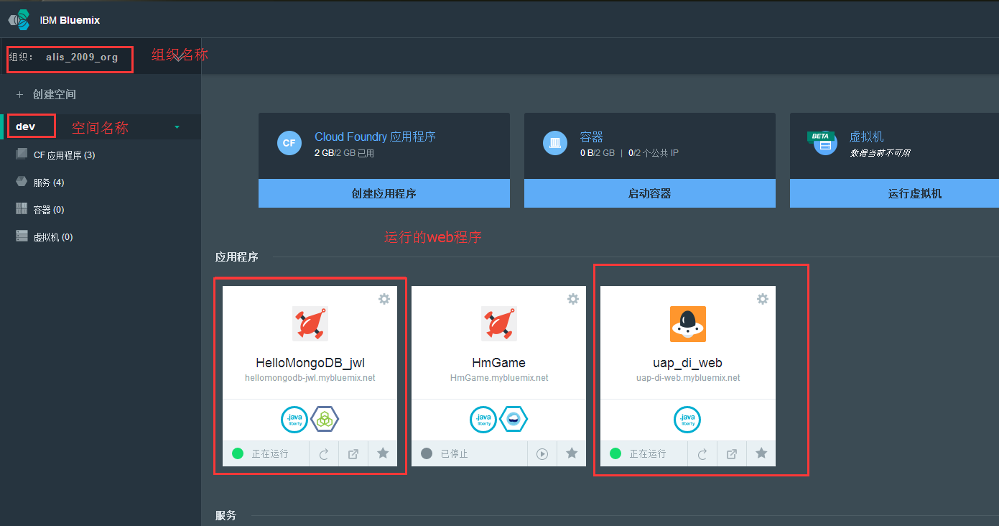 IBM Bluemix
组织： alis_2009_org
组织名称
+ 创建空间
dev
空间名称
CF 应用程序 (3)
服务 (4)
容器 (0)
虚拟机 (0)
CF
Cloud Foundry 应用程序
2 GB/2 GB 已用
创建应用程序
容器
0 B/2 GB | 0/2 个公共 IP
启动容器
BETA
虚拟机
数据当前不可用
运行虚拟机
运行的web程序
应用程序
HelloMongoDB_jwl
hellomongodb-jwl.mybluemix.net
.java
liberty
正在运行
HmGame
HmGame.mybluemix.net
.java
liberty
已停止
uap_di_web
uap-di-web.mybluemix.net
.java
liberty
正在运行
服务